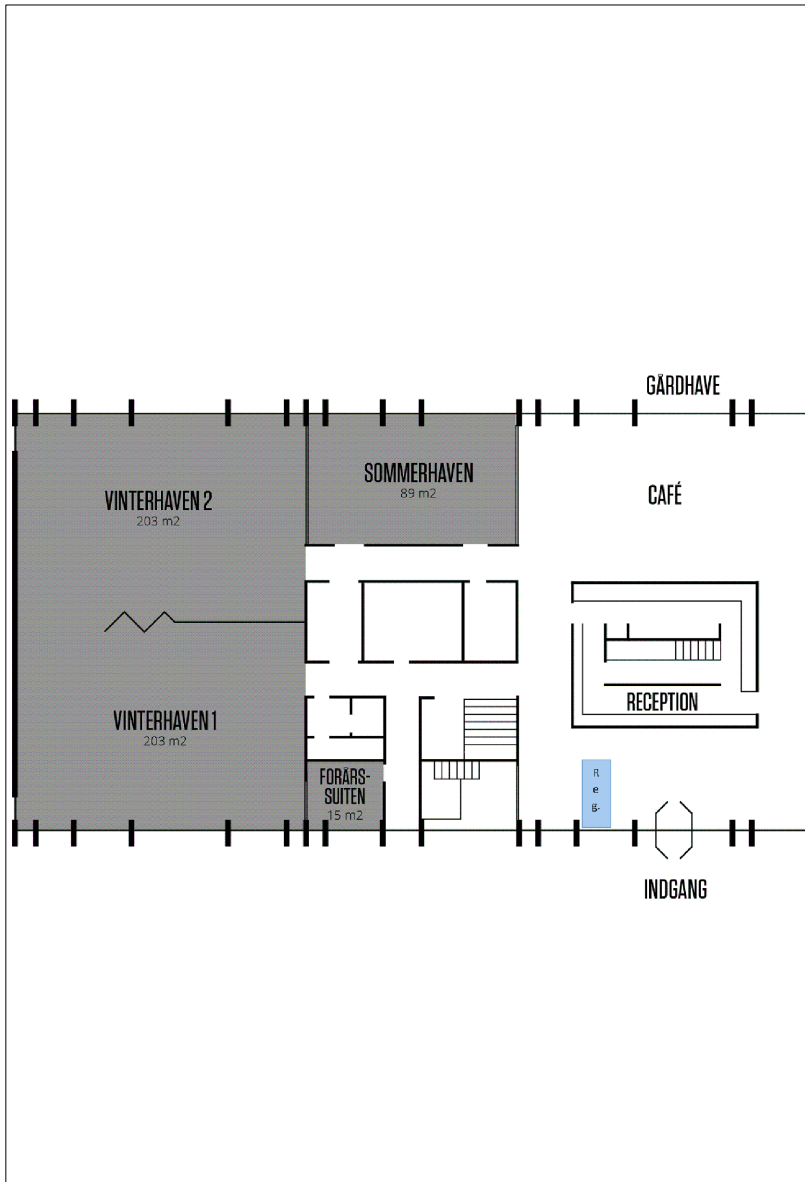 GÅRDHAVE
SOMMERHAVEN
89 m2
VINTERHAVEN 2
203 m2
CAFÉ
RECEPTION
VINTERHAVEN 1
203 m2
FORÅRS-
SUITEN
15 m2
R
e
g.
INDGANG